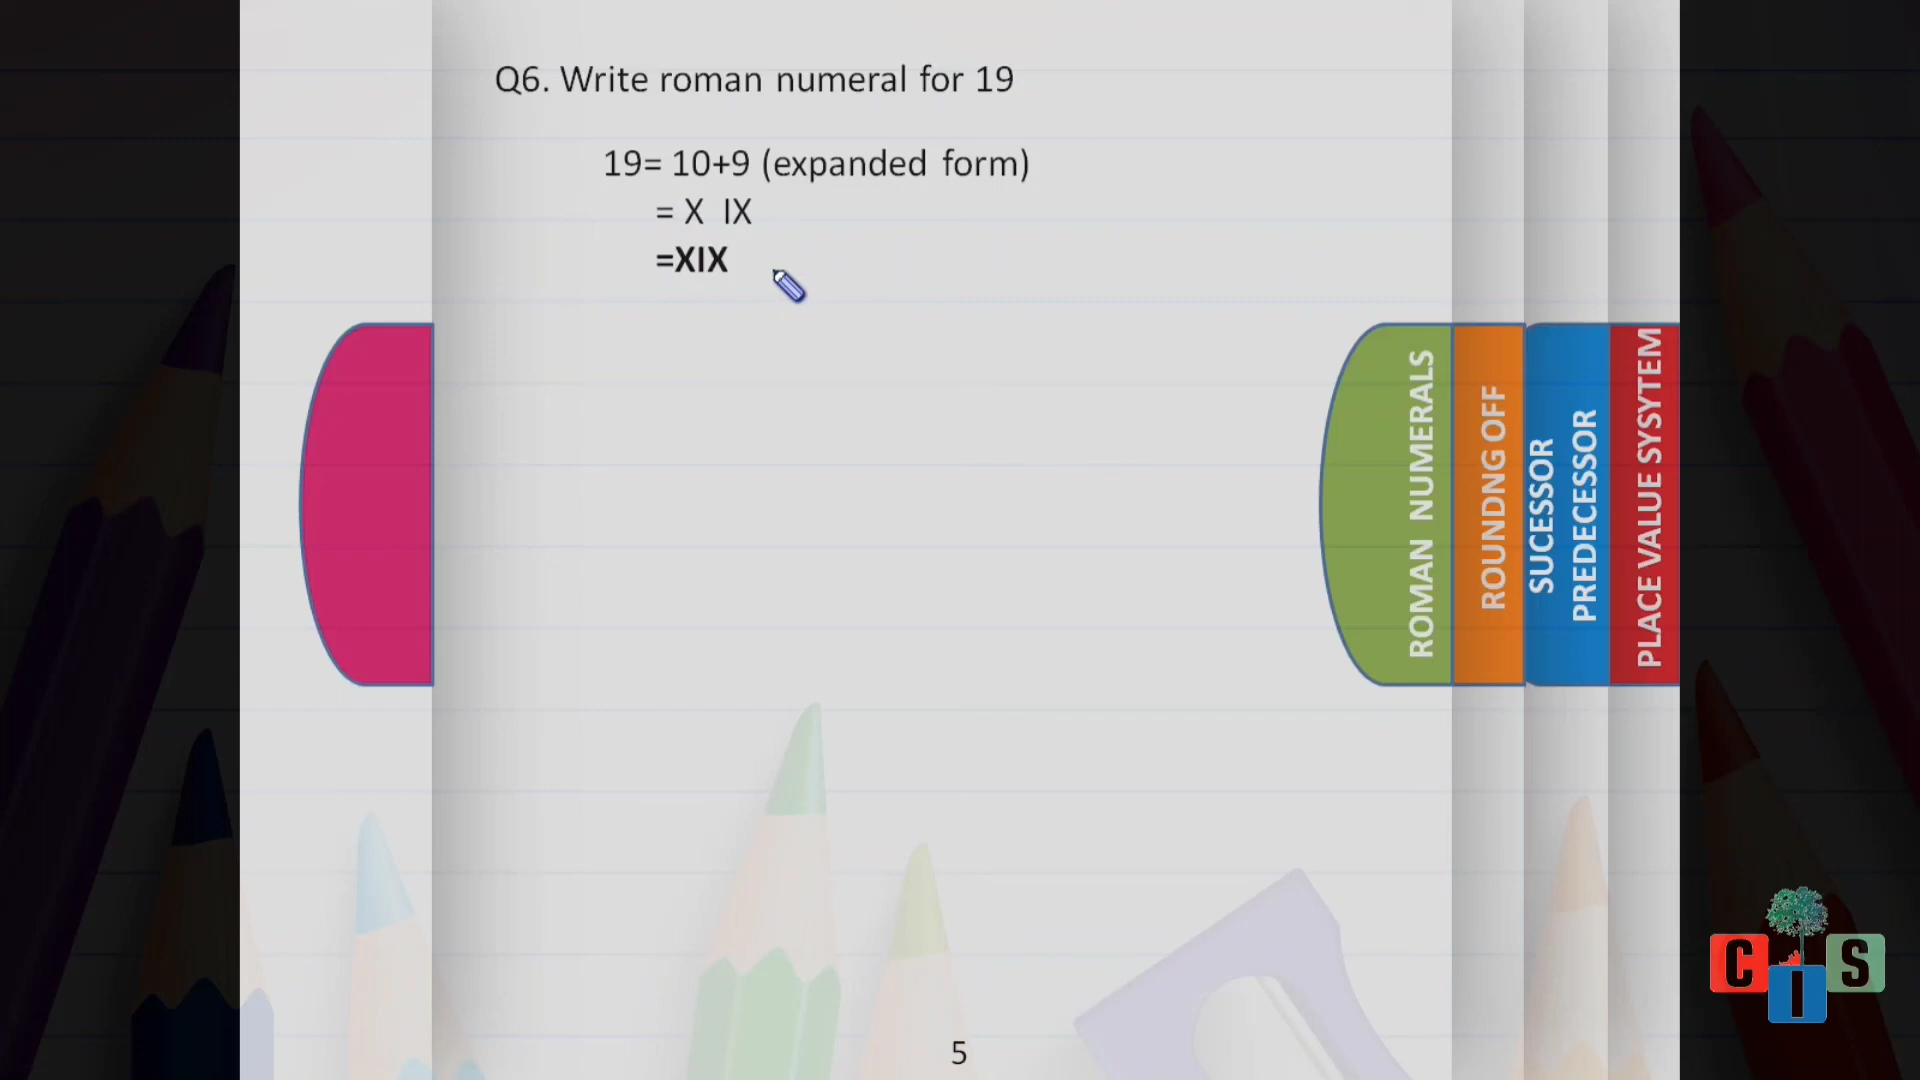 Q6. Write roman numeral for 19
19= 10+9 (expanded form)
= X IX
=XIX
ROMAN NUMERALS
ROUNDNG OFF
SUCESSOR
PREDECESSOR
PLACE VALUE SYSYTEM
CIS
5